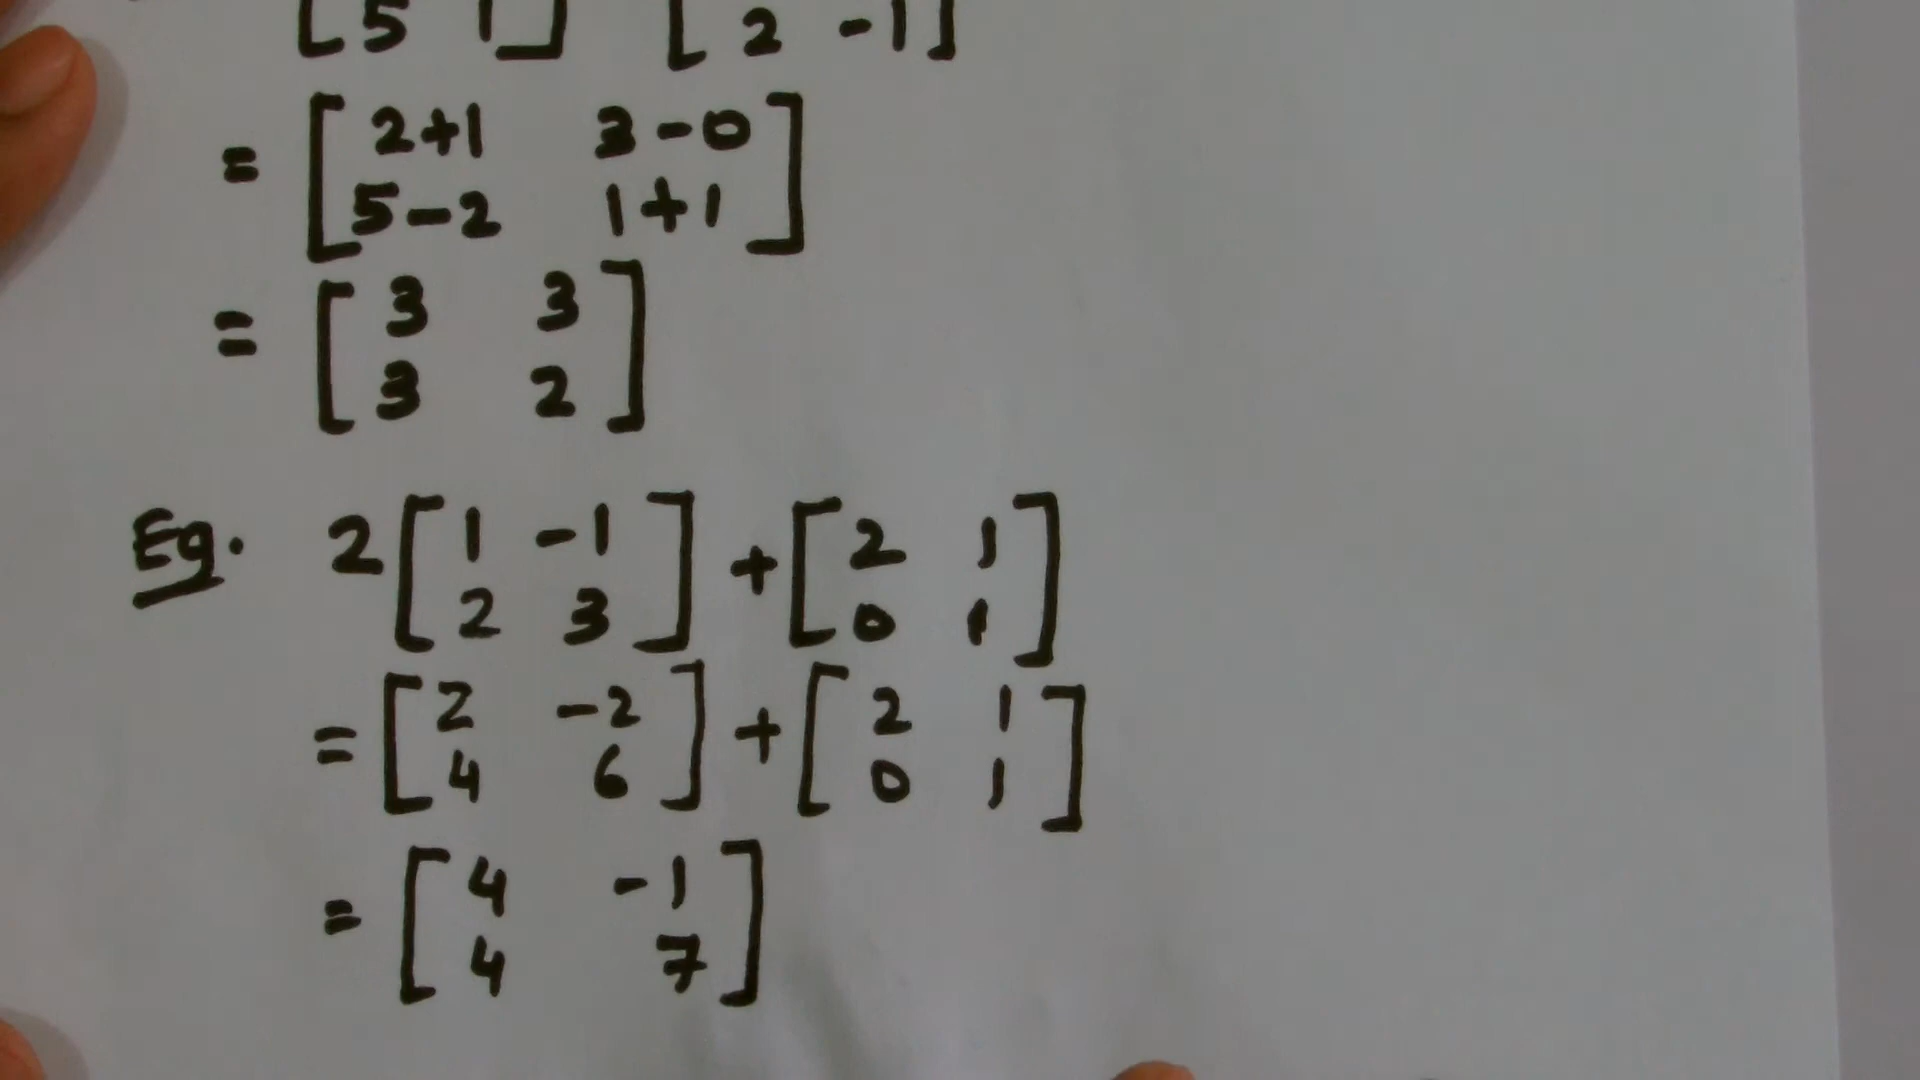 [5 1] [2 -1]
= [2+1 3-0
5-2 1+1]
= [3 3
3 2]
Eg. 2[1 -1
2 3] + [2 1
0 1]
= [2 -2
4 6] + [2 1
0 1]
= [4 -1
4 7]